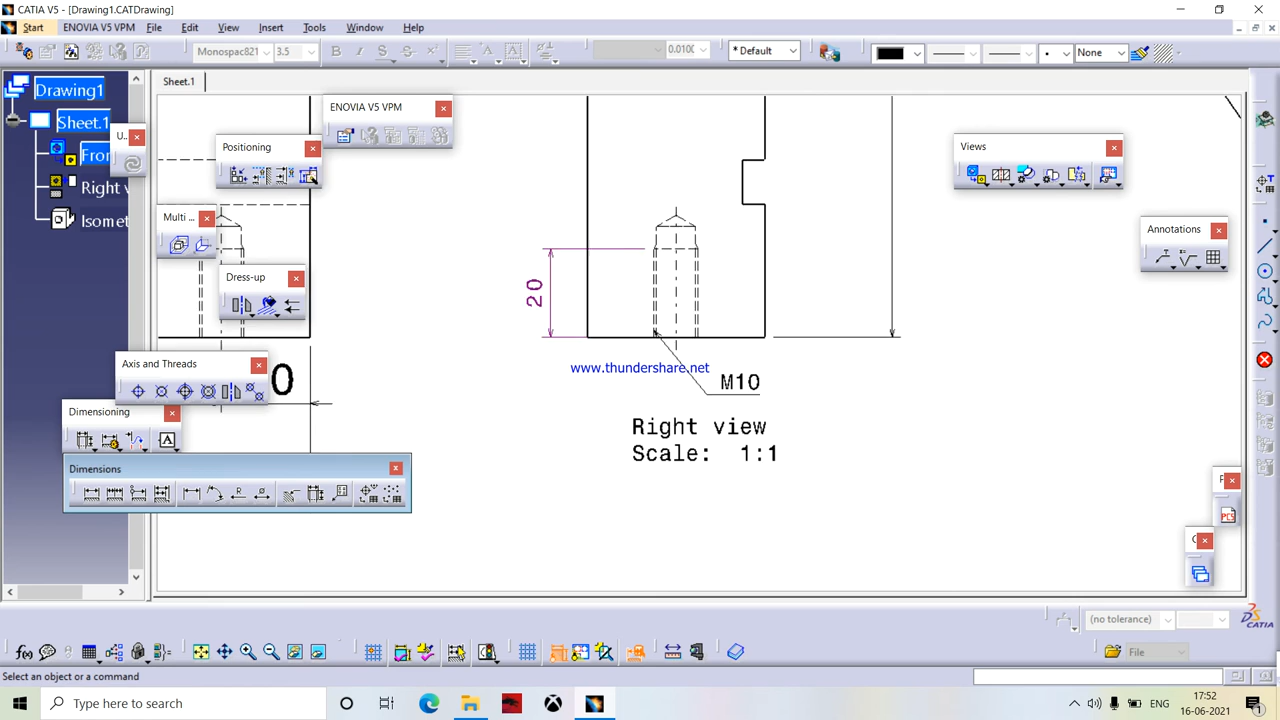 CATIA V5 - [Drawing1.CATDrawing]
Start ENOVIA V5 VPM File Edit View Insert Tools Window Help
Monospac821 3.5 B I S S 0.0100 * Default None
Sheet.1
Drawing1
Sheet.1
Fron
Right v
Isomet
U..
ENOVIA V5 VPM
Positioning
Multi ...
Dress-up
Axis and Threads
Dimensioning
Dimensions
Views
Annotations
20
0
www.thundershare.net
M10
Right view
Scale: 1:1
PCS
(no tolerance)
CATIA
f(x)
File
Select an object or a command
Type here to search
17:52
16-06-2021
1